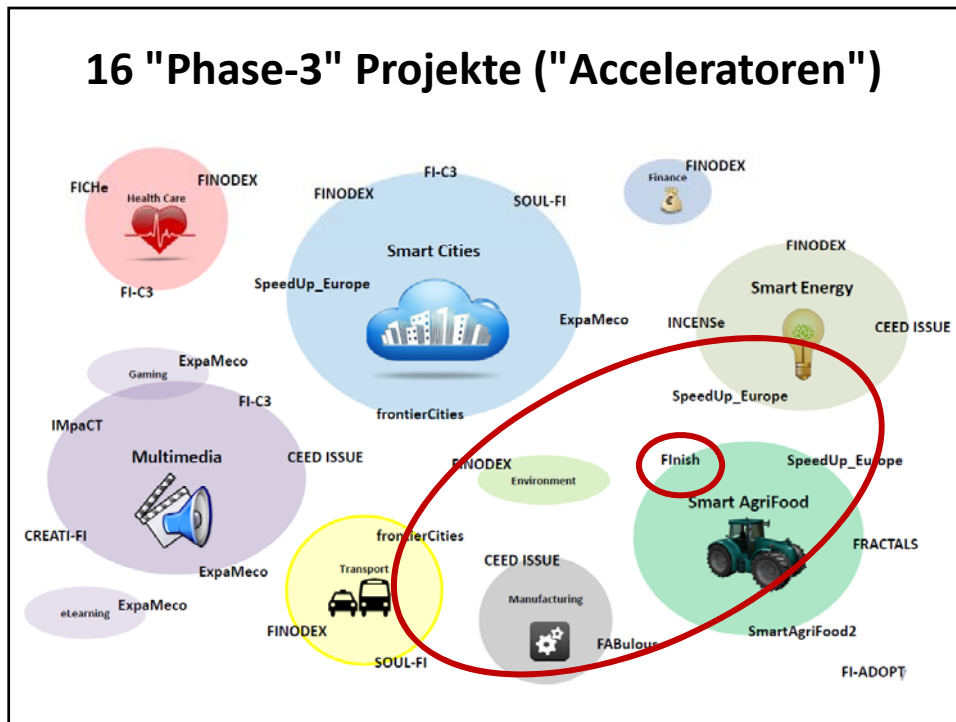 16 "Phase-3" Projekte ("Acceleratoren")
FICHe
FINODEX
Health Care
FI-C3
FI-C3
FINODEX
SOUL-FI
Smart Cities
SpeedUp_Europe
ExpaMeco
frontierCities
FINODEX
Finance
€
FINODEX
Smart Energy
INCENSe
CEED ISSUE
SpeedUp_Europe
ExpaMeco
Gaming
FI-C3
IMpaCT
Multimedia
CEED ISSUE
CREATI-FI
ExpaMeco
eLearning
ExpaMeco
frontierCities
Transport
FINODEX
SOUL-FI
FINODEX
Environment
CEED ISSUE
Manufacturing
FABulous
FInish
SpeedUp_Europe
Smart AgriFood
FRACTALS
SmartAgriFood2
FI-ADOPT